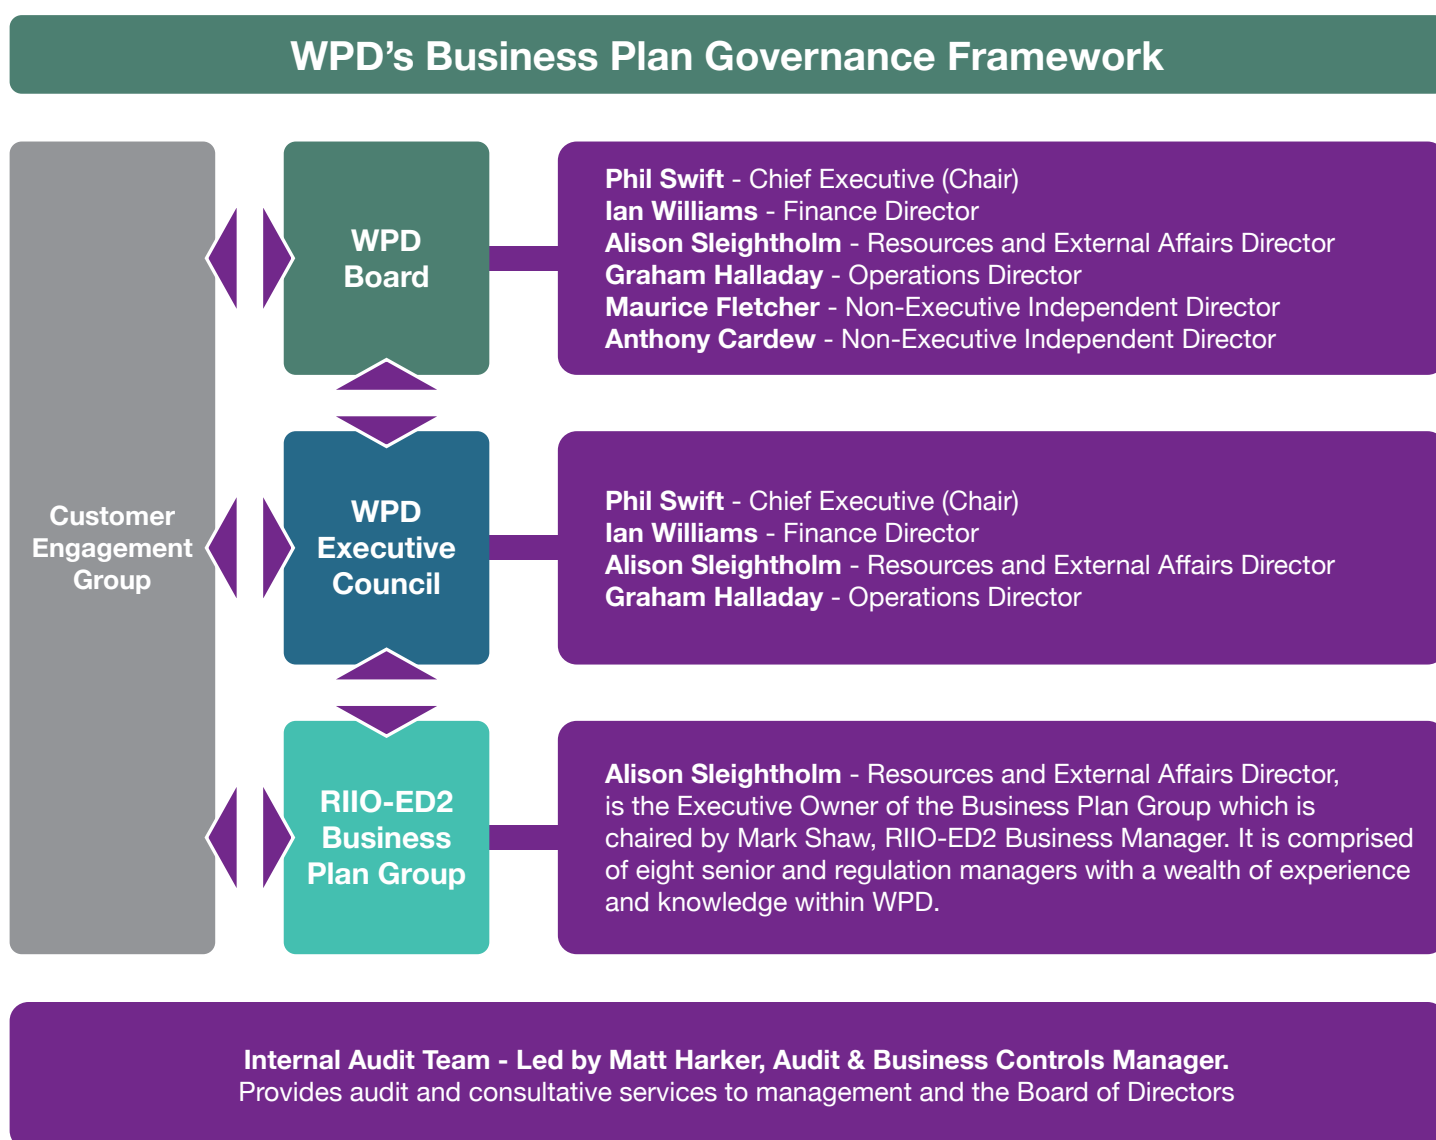 WPD’s Business Plan Governance Framework
Customer
Engagement
Group
WPD
Board
Phil Swift - Chief Executive (Chair)
Ian Williams - Finance Director
Alison Sleightholm - Resources and External Affairs Director
Graham Halladay - Operations Director
Maurice Fletcher - Non-Executive Independent Director
Anthony Cardew - Non-Executive Independent Director
WPD
Executive
Council
Phil Swift - Chief Executive (Chair)
Ian Williams - Finance Director
Alison Sleightholm - Resources and External Affairs Director
Graham Halladay - Operations Director
RIIO-ED2
Business
Plan Group
Alison Sleightholm - Resources and External Affairs Director,
is the Executive Owner of the Business Plan Group which is
chaired by Mark Shaw, RIIO-ED2 Business Manager. It is comprised
of eight senior and regulation managers with a wealth of experience
and knowledge within WPD.
Internal Audit Team - Led by Matt Harker, Audit & Business Controls Manager.
Provides audit and consultative services to management and the Board of Directors